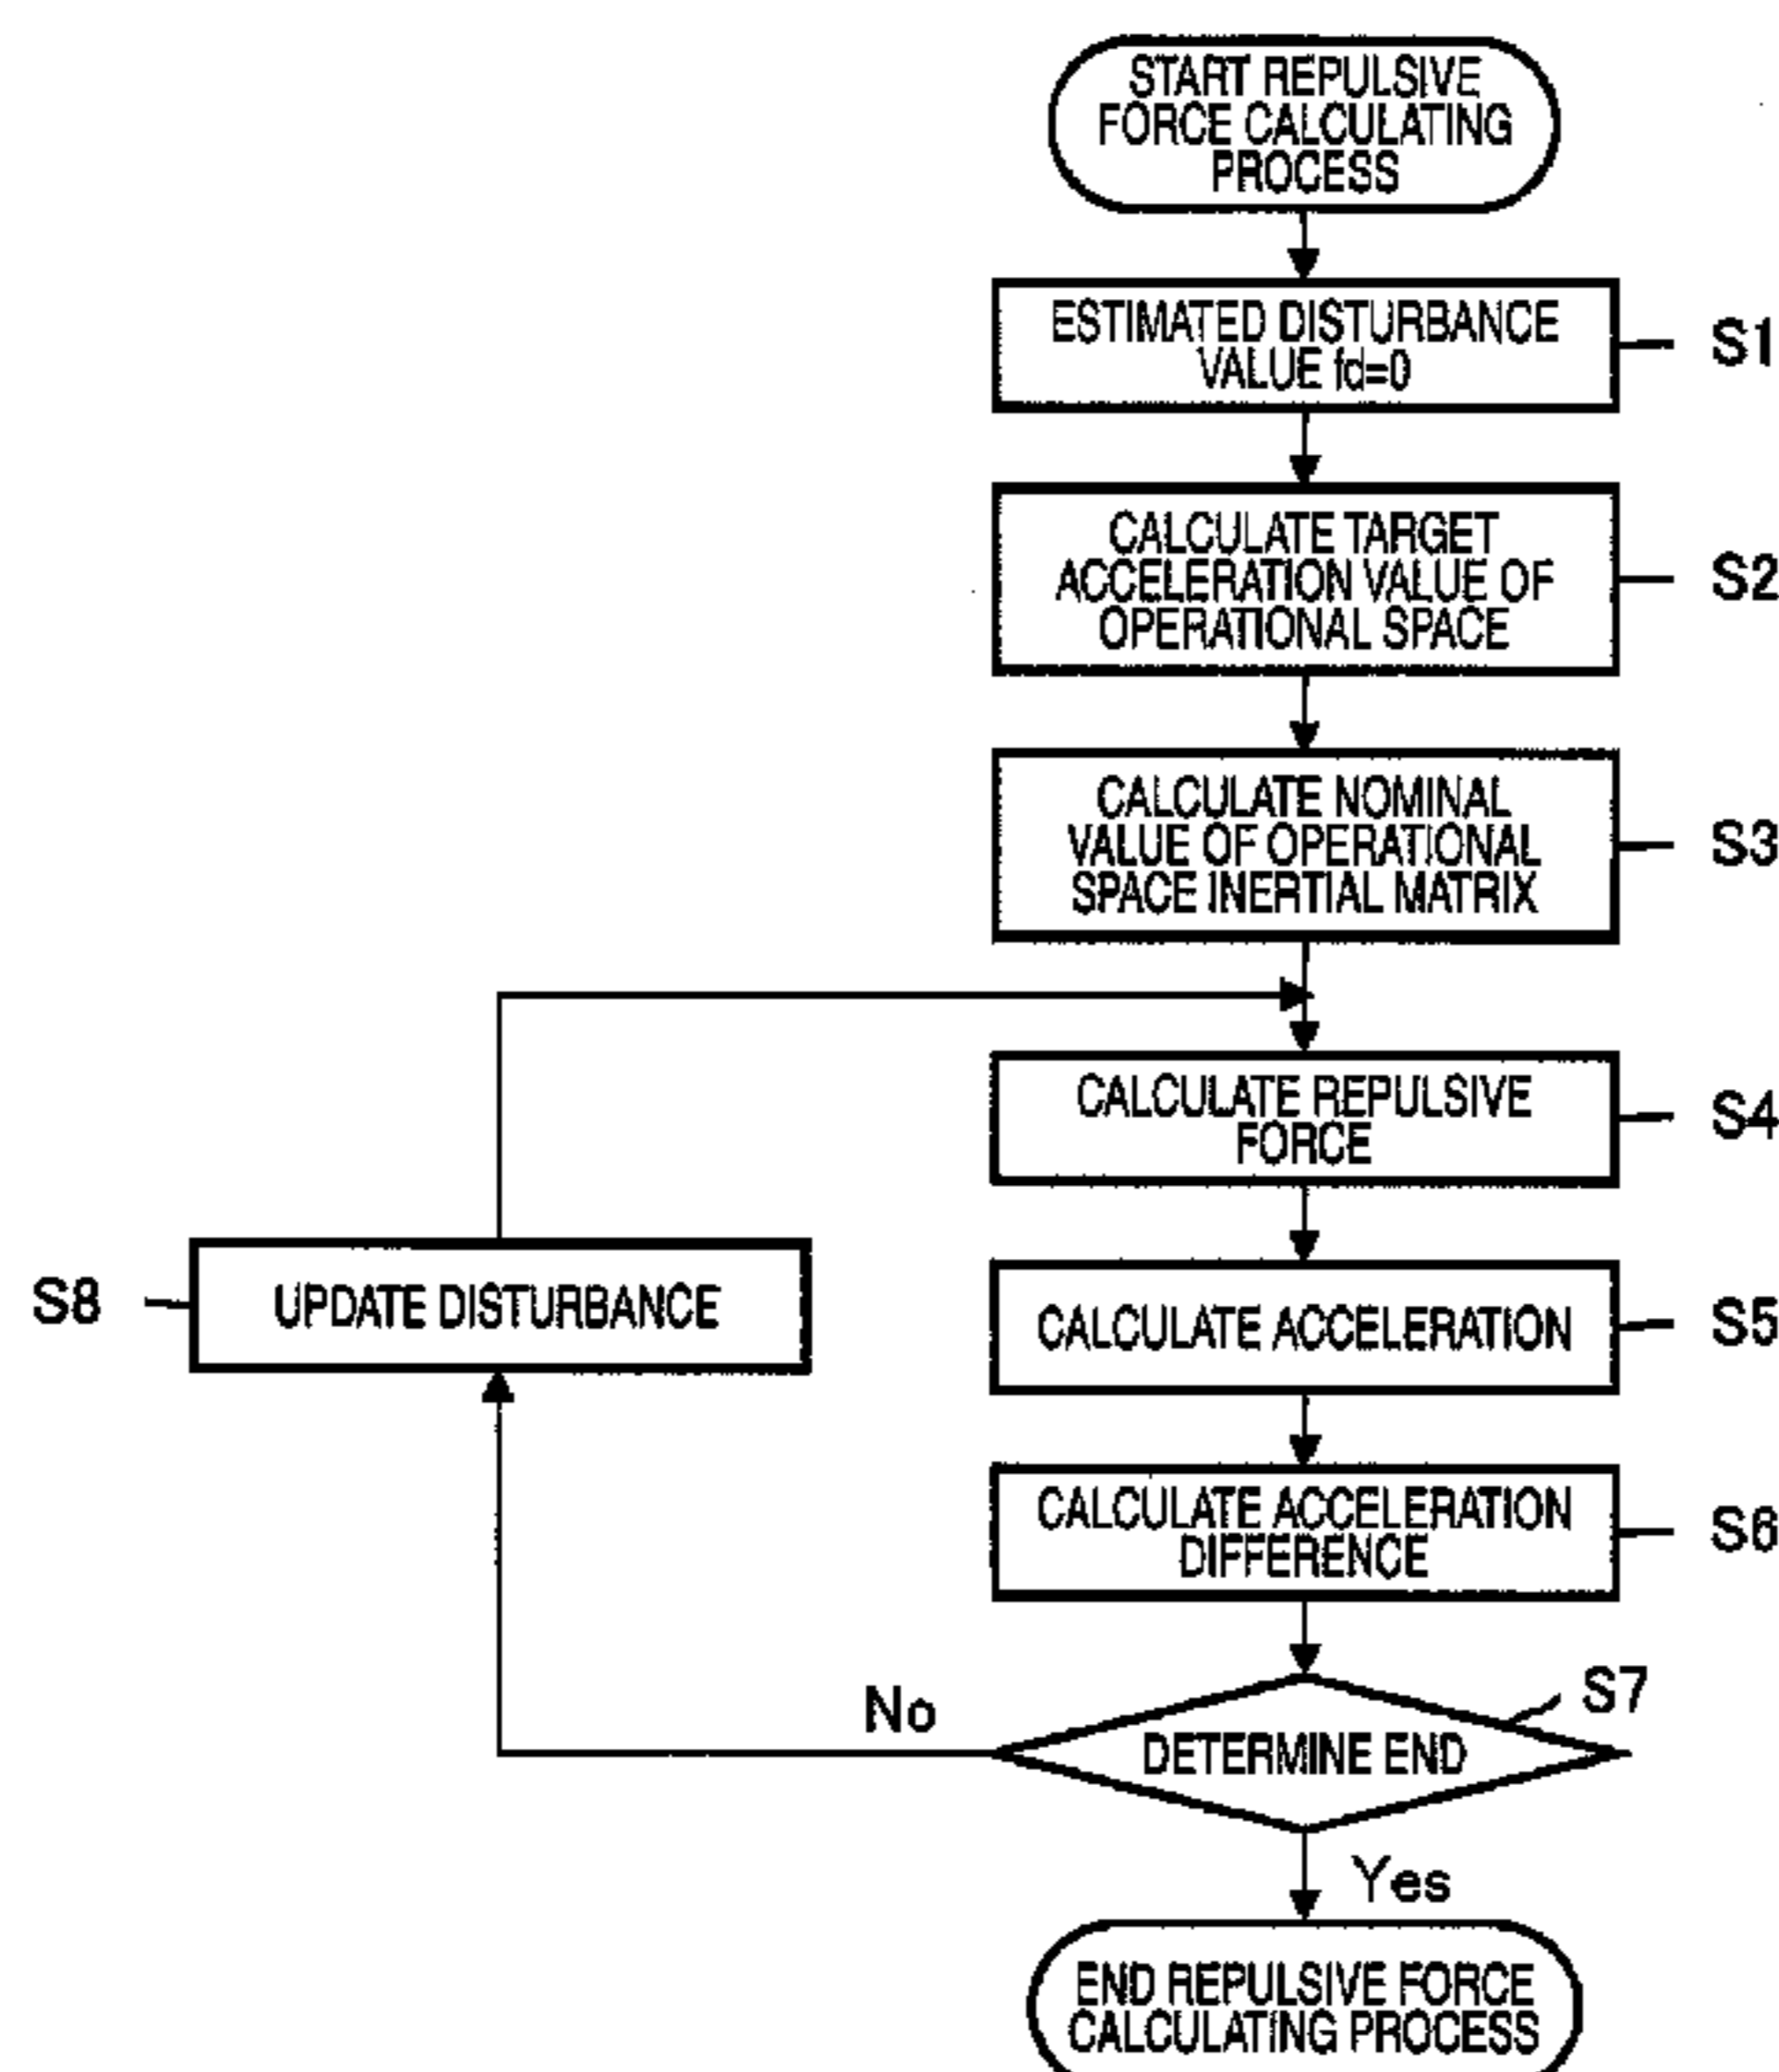 START REPULSIVE
FORCE CALCULATING
PROCESS
ESTIMATED DISTURBANCE
VALUE fd=0
S1
CALCULATE TARGET
ACCELERATION VALUE OF
OPERATIONAL SPACE
S2
CALCULATE NOMINAL
VALUE OF OPERATIONAL
SPACE INERTIAL MATRIX
S3
CALCULATE REPULSIVE
FORCE
S4
S8
UPDATE DISTURBANCE
CALCULATE ACCELERATION
S5
CALCULATE ACCELERATION
DIFFERENCE
S6
S7
No
DETERMINE END
Yes
END REPULSIVE FORCE
CALCULATING PROCESS